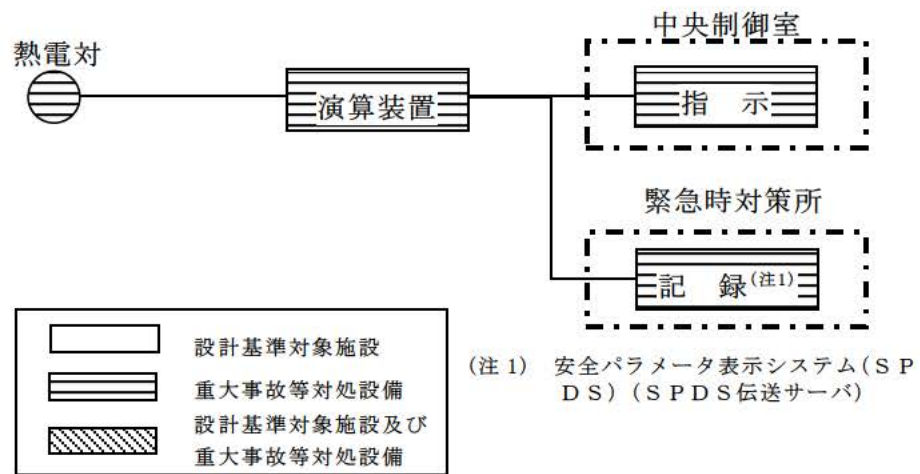 中央制御室
熱電対
演算装置
指 示
緊急時対策所
記 録(注1)
設計基準対象施設
重大事故等対処設備
設計基準対象施設及び
重大事故等対処設備
(注1) 安全パラメータ表示システム(SP
DS)(SPDS伝送サーバ)